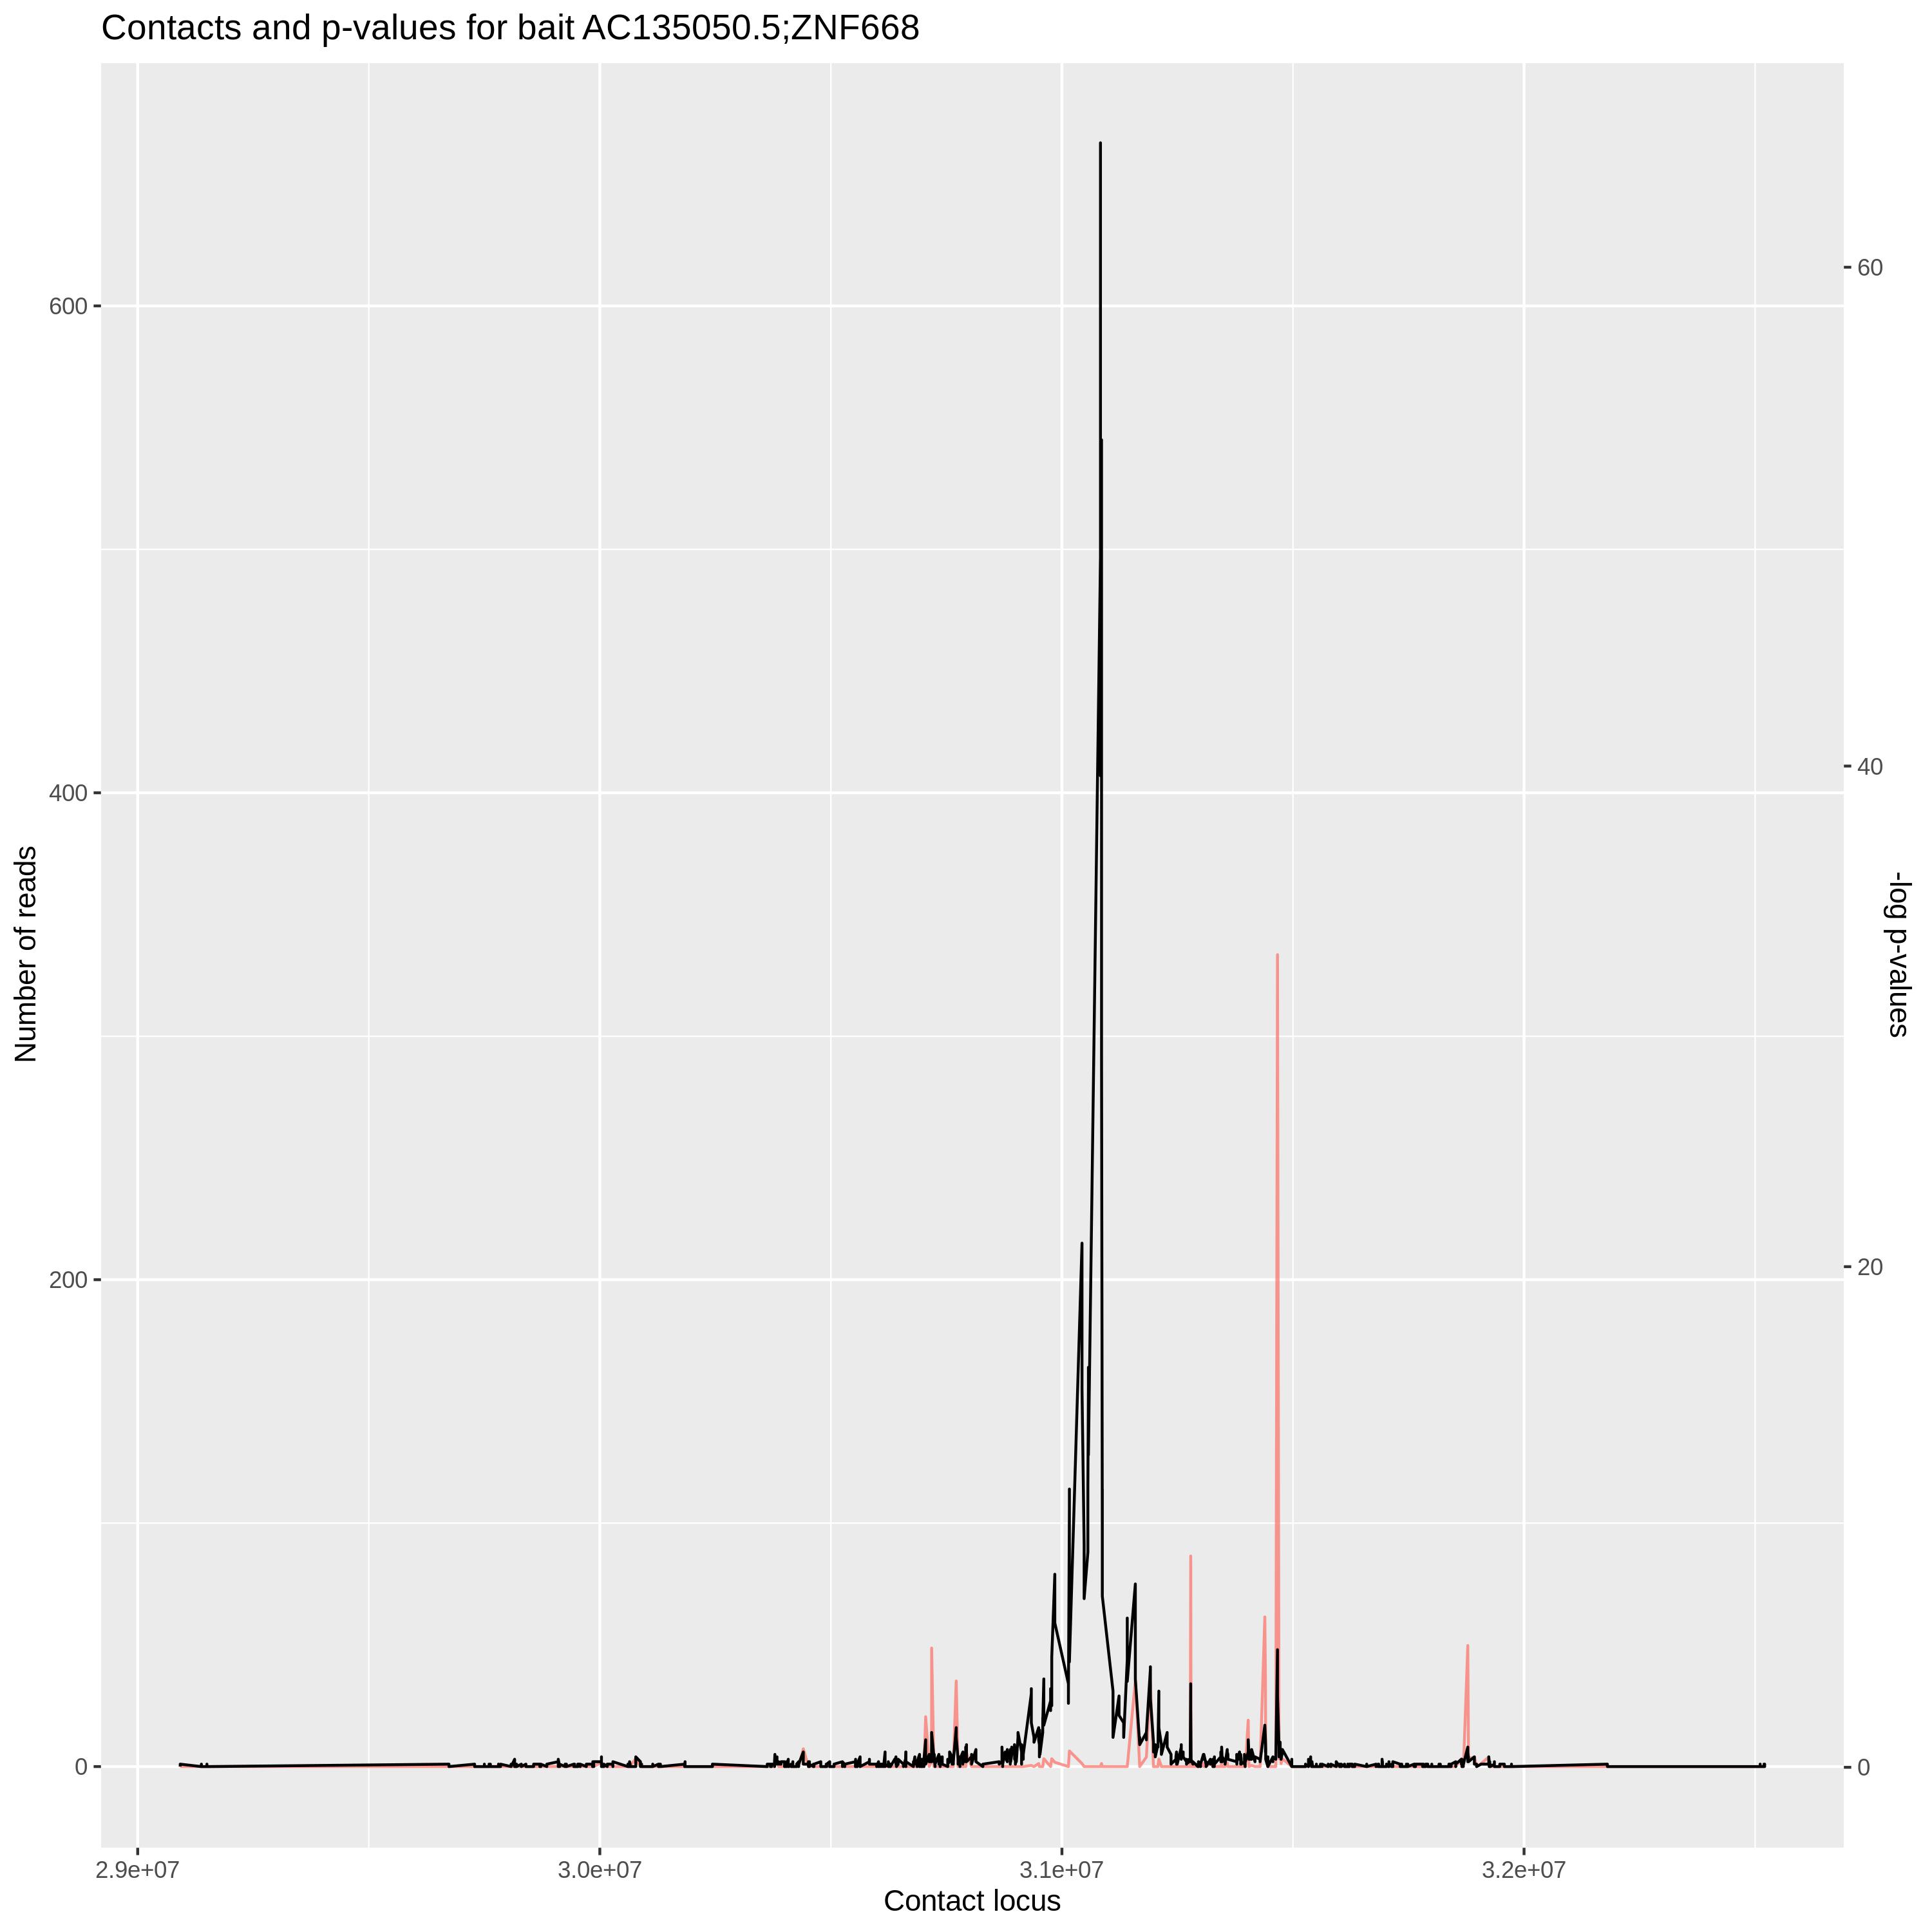 Contacts and p-values for bait AC135050.5;ZNF668
600
400
200
0
Number of reads
60
40
20
0
-log p-values
2.9e+07 3.0e+07 3.1e+07 3.2e+07
Contact locus